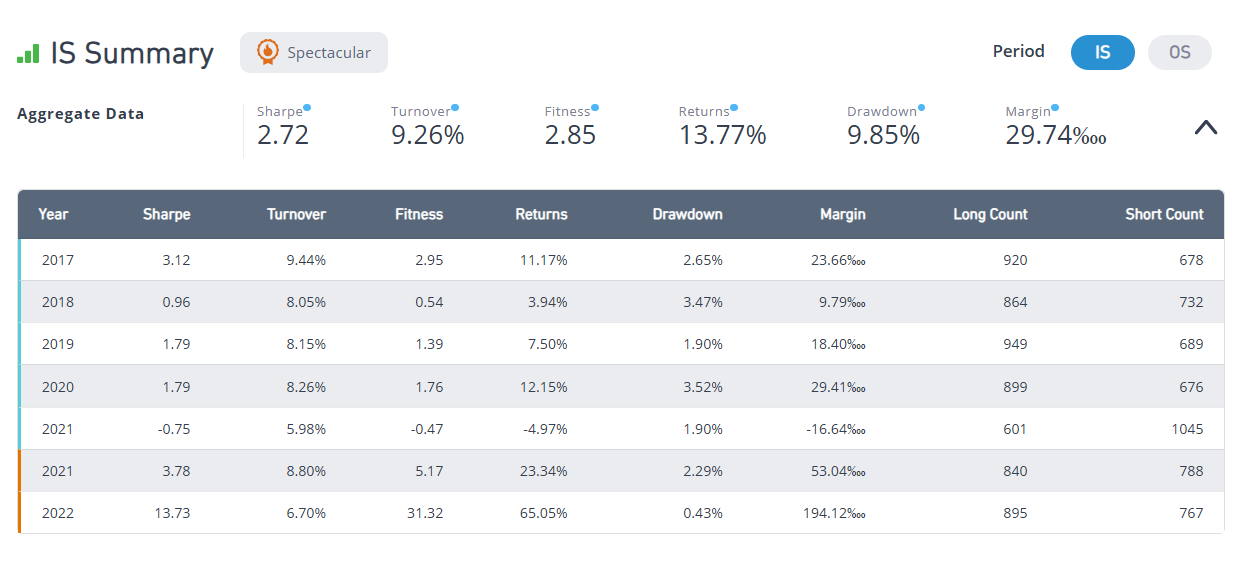 IS Summary Spectacular Period IS OS
Aggregate Data Sharpe Turnover Fitness Returns Drawdown Margin
2.72 9.26% 2.85 13.77% 9.85% 29.74‱
Year Sharpe Turnover Fitness Returns Drawdown Margin Long Count Short Count
2017 3.12 9.44% 2.95 11.17% 2.65% 23.66‱ 920 678
2018 0.96 8.05% 0.54 3.94% 3.47% 9.79‱ 864 732
2019 1.79 8.15% 1.39 7.50% 1.90% 18.40‱ 949 689
2020 1.79 8.26% 1.76 12.15% 3.52% 29.41‱ 899 676
2021 -0.75 5.98% -0.47 -4.97% 1.90% -16.64‱ 601 1045
2021 3.78 8.80% 5.17 23.34% 2.29% 53.04‱ 840 788
2022 13.73 6.70% 31.32 65.05% 0.43% 194.12‱ 895 767